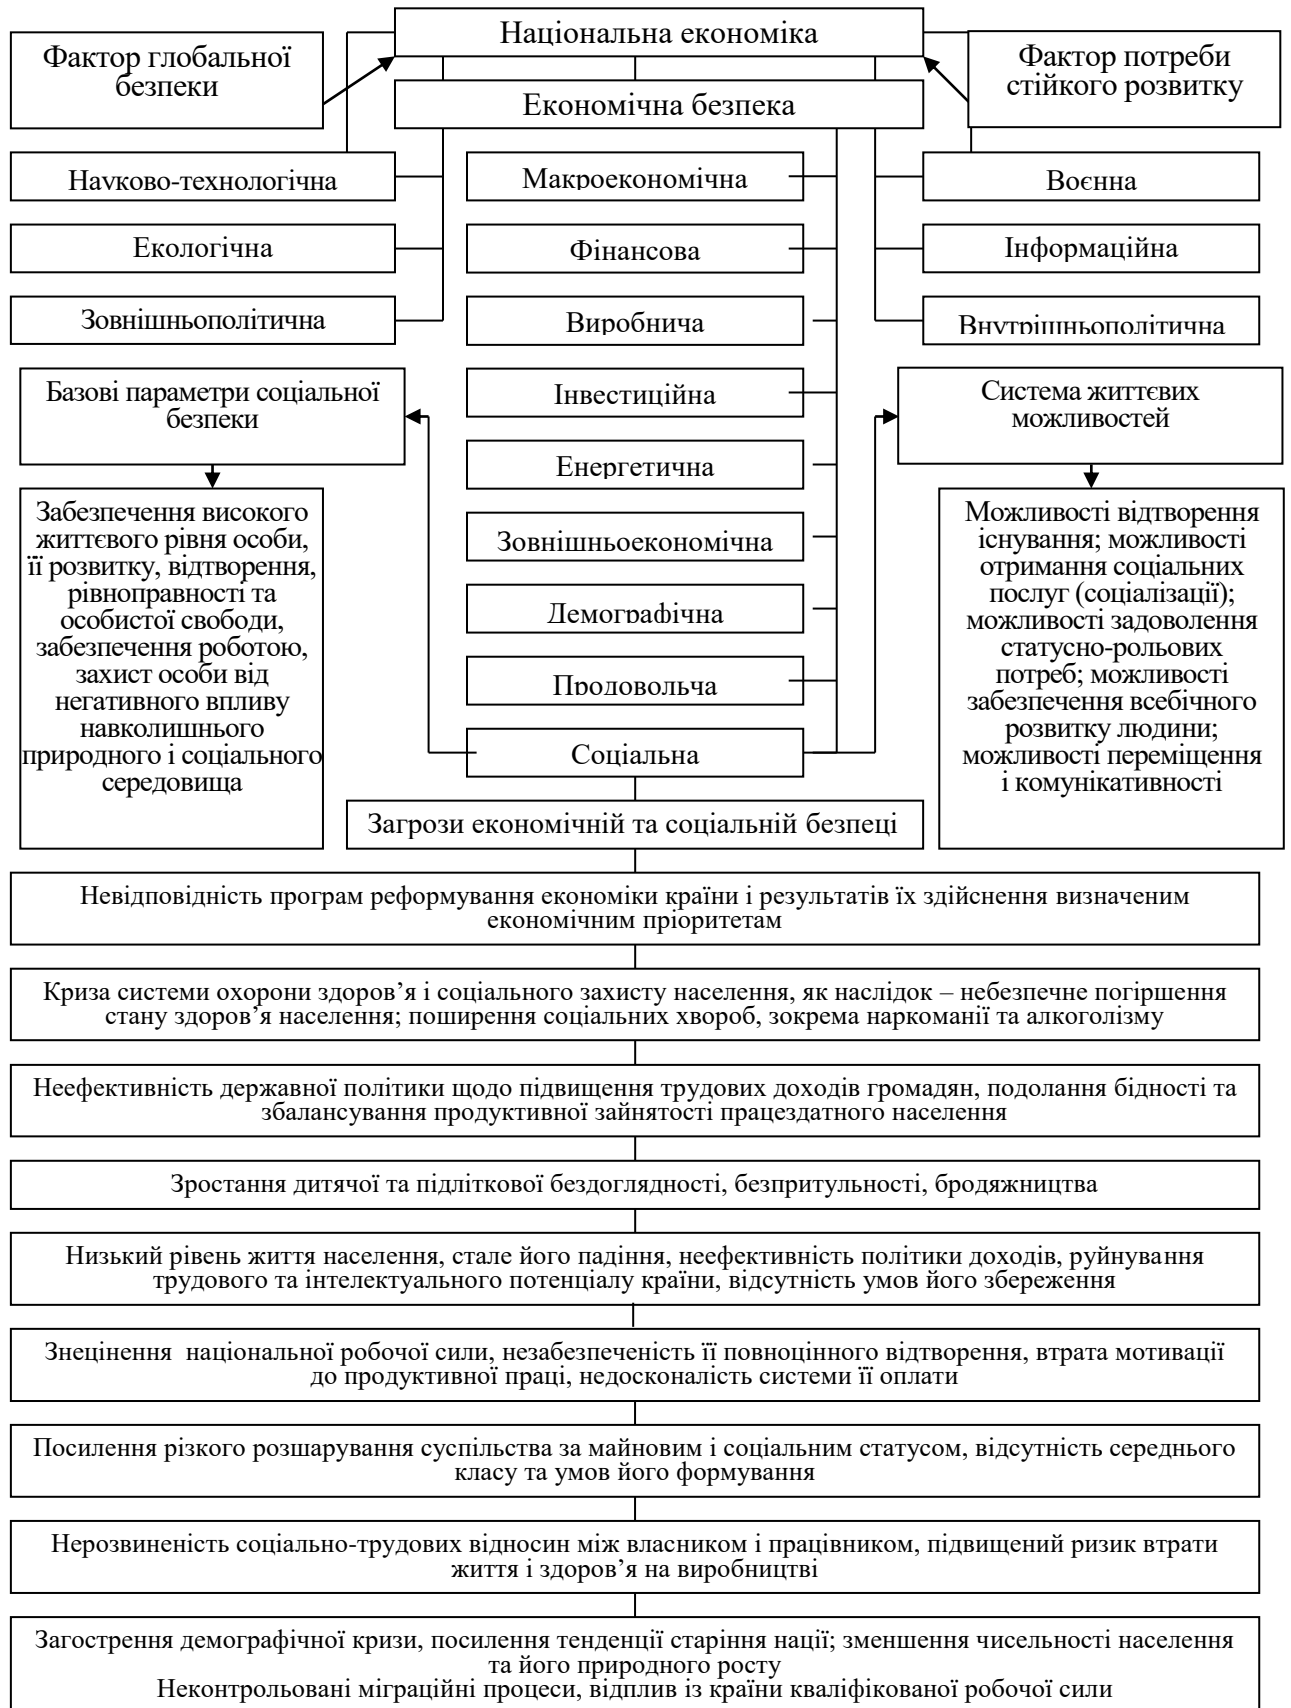 Національна економіка
Фактор глобальної
безпеки
Фактор потреби
стійкого розвитку
Економічна безпека
Науково-технологічна
Макроекономічна
Воєнна
Екологічна
Фінансова
Інформаційна
Зовнішньополітична
Виробнича
Внутрішньополітична
Базові параметри соціальної
безпеки
Інвестиційна
Система життєвих
можливостей
Енергетична
Забезпечення високого
життєвого рівня особи,
її розвитку, відтворення,
рівноправності та
особистої свободи,
забезпечення роботою,
захист особи від
негативного впливу
навколишнього
природного і соціального
середовища
Зовнішньоекономічна
Демографічна
Продовольча
Соціальна
Можливості відтворення
існування; можливості
отримання соціальних
послуг (соціалізації);
можливості задоволення
статусно-рольових
потреб; можливості
забезпечення всебічного
розвитку людини;
можливості переміщення
і комунікативності
Загрози економічній та соціальній безпеці
Невідповідність програм реформування економіки країни і результатів їх здійснення визначеним
економічним пріоритетам
Криза системи охорони здоров’я і соціального захисту населення, як наслідок – небезпечне погіршення
стану здоров’я населення; поширення соціальних хвороб, зокрема наркоманії та алкоголізму
Неефективність державної політики щодо підвищення трудових доходів громадян, подолання бідності та
збалансування продуктивної зайнятості працездатного населення
Зростання дитячої та підліткової бездоглядності, безпритульності, бродяжництва
Низький рівень життя населення, стале його падіння, неефективність політики доходів, руйнування
трудового та інтелектуального потенціалу країни, відсутність умов його збереження
Знецінення національної робочої сили, незабезпеченість її повноцінного відтворення, втрата мотивації
до продуктивної праці, недосконалість системи її оплати
Посилення різкого розшарування суспільства за майновим і соціальним статусом, відсутність середнього
класу та умов його формування
Нерозвиненість соціально-трудових відносин між власником і працівником, підвищений ризик втрати
життя і здоров’я на виробництві
Загострення демографічної кризи, посилення тенденції старіння нації; зменшення чисельності населення
та його природного росту
Неконтрольовані міграційні процеси, відплив із країни кваліфікованої робочої сили